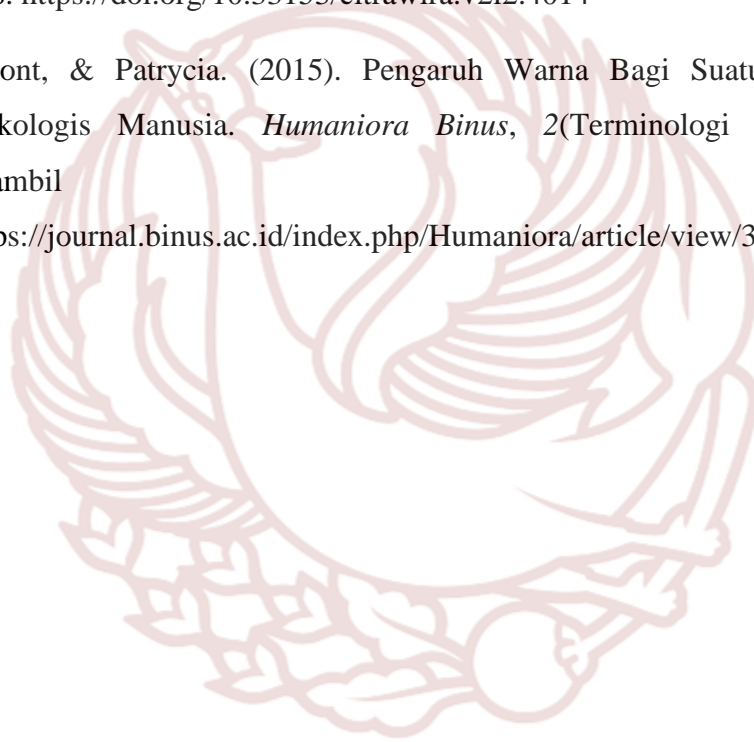 https://doi.org/10.33153/citrawira.v2i2.4014
ont, & Patrycia. (2015). Pengaruh Warna Bagi Suatu
kologis Manusia. Humaniora Binus, 2(Terminologi
ambil
ps://journal.binus.ac.id/index.php/Humaniora/article/view/3